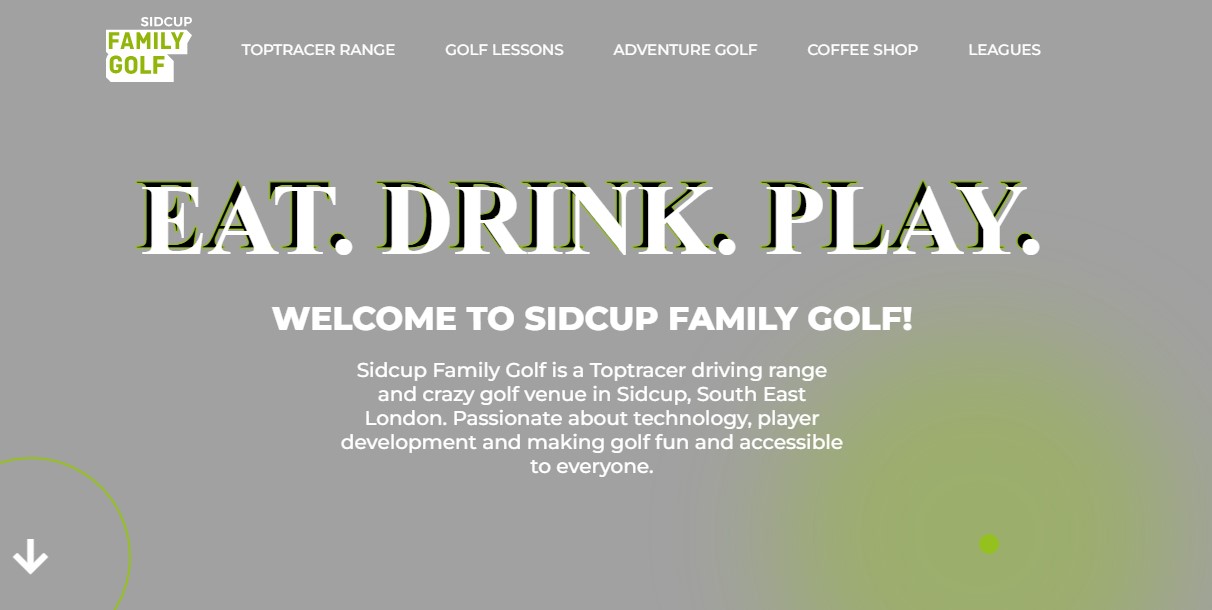 SIDCUP
FAMILY
GOLF
TOPTRACER RANGE GOLF LESSONS ADVENTURE GOLF COFFEE SHOP LEAGUES
EAT. DRINK. PLAY.
WELCOME TO SIDCUP FAMILY GOLF!
Sidcup Family Golf is a Toptracer driving range
and crazy golf venue in Sidcup, South East
London. Passionate about technology, player
development and making golf fun and accessible
to everyone.